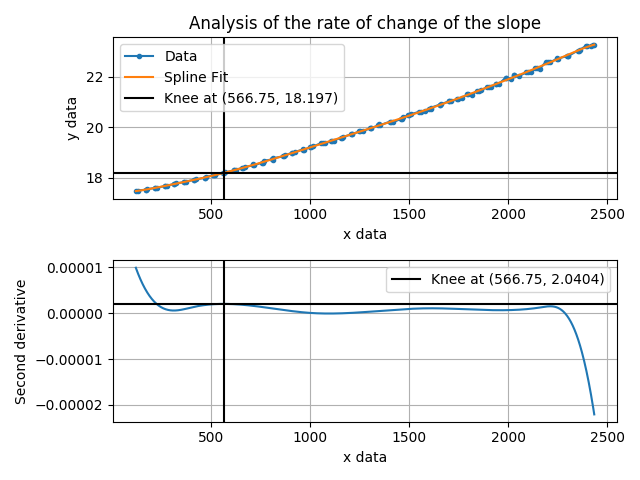 Analysis of the rate of change of the slope
Data
Spline Fit
Knee at (566.75, 18.197)
y data
22
20
18
500
1000
1500
2000
2500
x data
Knee at (566.75, 2.0404)
Second derivative
0.00001
0.00000
−0.00001
−0.00002
500
1000
1500
2000
2500
x data